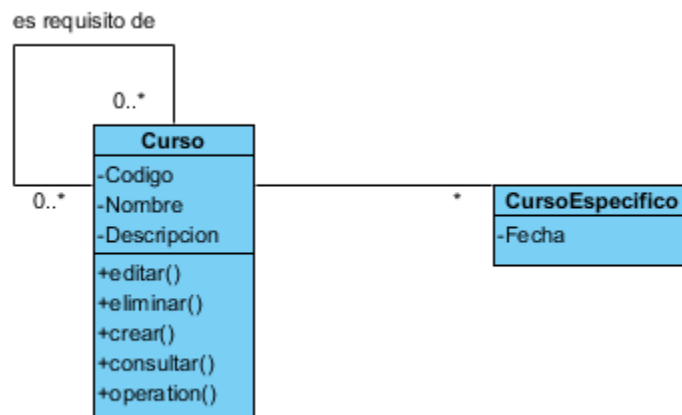 es requisito de
0..*
Curso
-Codigo
0..*
-Nombre
*
CursoEspecifico
-Descripcion
-Fecha
+editar()
+eliminar()
+crear()
+consultar()
+operation()